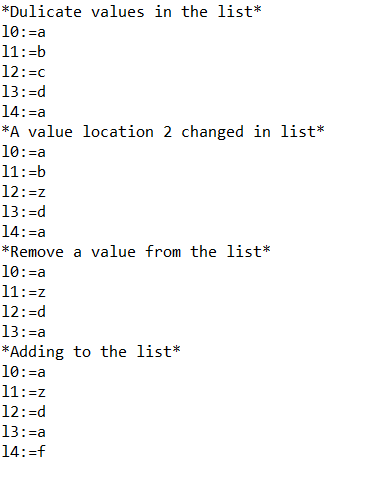 *Dulicate values in the list*
l0:=a
l1:=b
l2:=c
l3:=d
l4:=a
*A value location 2 changed in list*
l0:=a
l1:=b
l2:=z
l3:=d
l4:=a
*Remove a value from the list*
l0:=a
l1:=z
l2:=d
l3:=a
*Adding to the list*
l0:=a
l1:=z
l2:=d
l3:=a
l4:=f